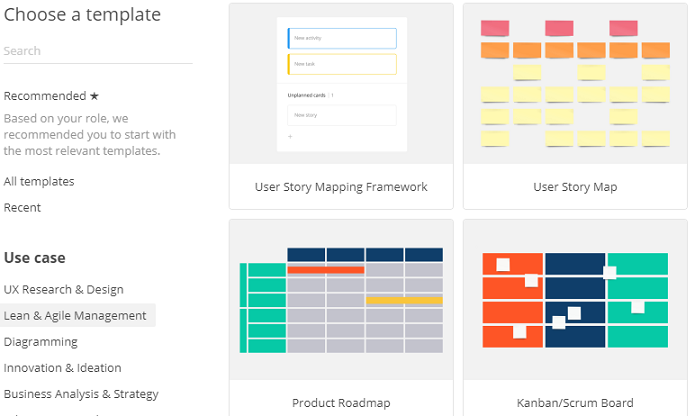 Choose a template
Search
Recommended ★
Based on your role, we
recommended you to start with
the most relevant templates.
All templates
Recent
Use case
UX Research & Design
Lean & Agile Management
Diagramming
Innovation & Ideation
Business Analysis & Strategy
New activity
New task
Unplanned cards
New story
+
User Story Mapping Framework
User Story Map
Product Roadmap
Kanban/Scrum Board